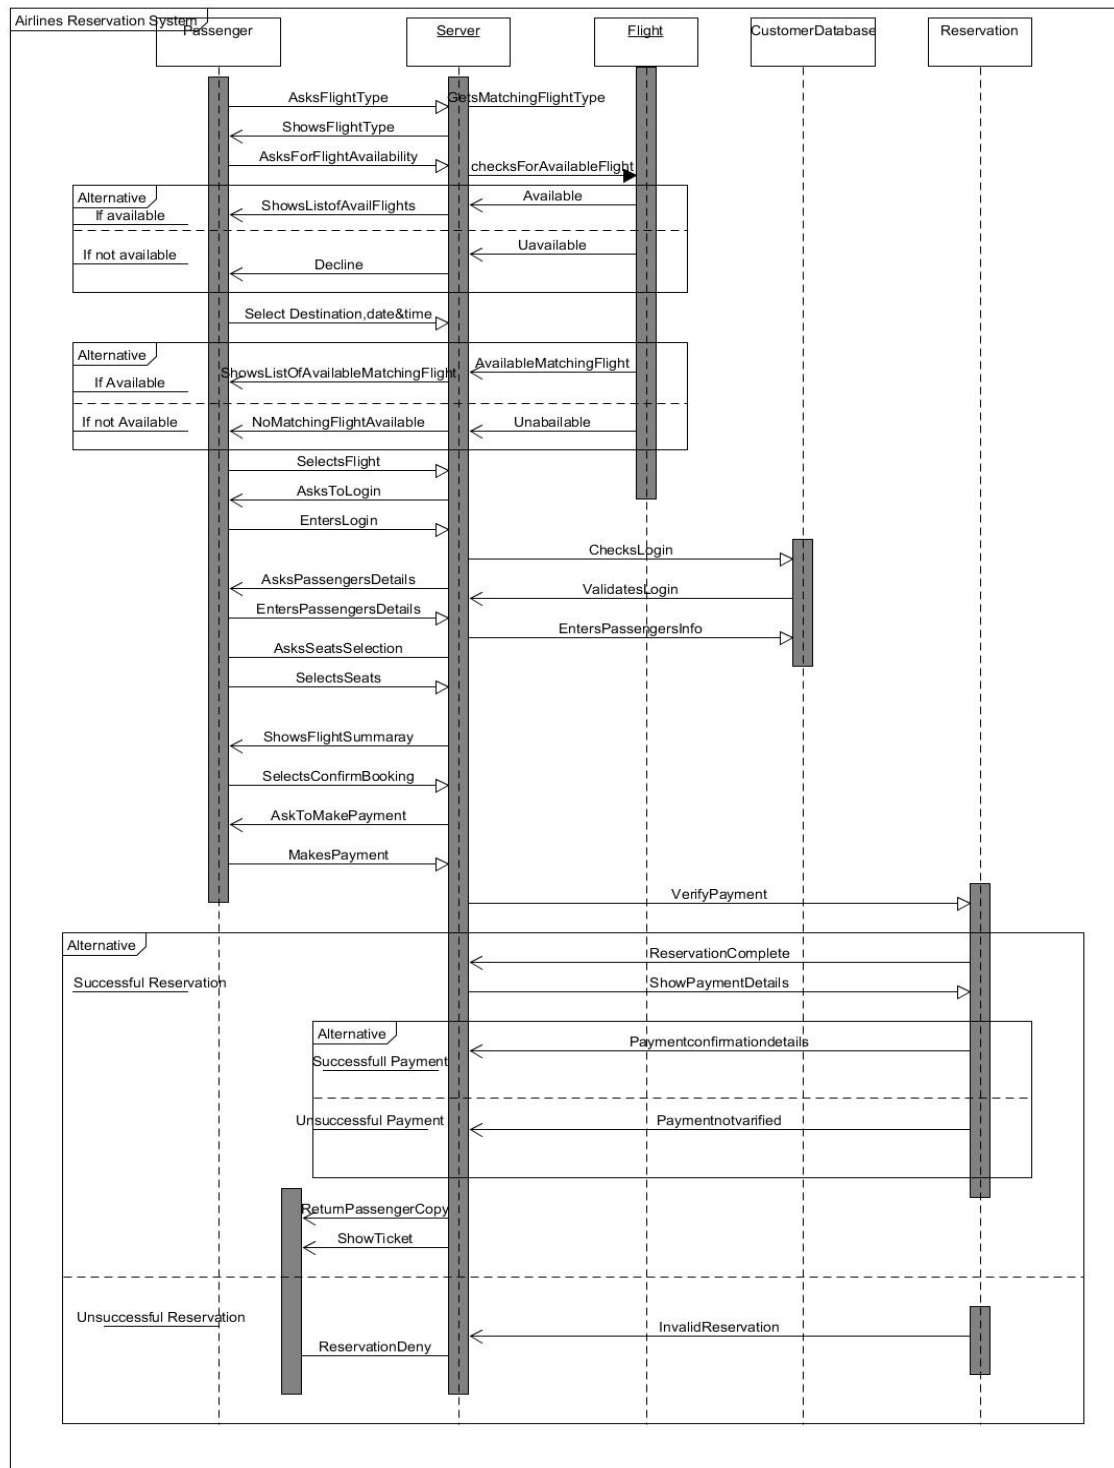 Airlines Reservation System
Passenger
Server
Flight
CustomerDatabase
Reservation
AsksFlightType
GetsMatchingFlightType
ShowsFlightType
AsksForFlightAvailability
checksForAvailableFlight
Alternative
Available
ShowsListofAvailFlights
If available
Uavailable
If not available
Decline
Select Destination,date&time
Alternative
AvailableMatchingFlight
ShowsListOfAvailableMatchingFlight
If Available
If not Available
NoMatchingFlightAvailable
Unabailable
SelectsFlight
AsksToLogin
EntersLogin
ChecksLogin
AsksPassengersDetails
ValidatesLogin
EntersPassengersDetails
EntersPassengersInfo
AsksSeatsSelection
SelectsSeats
ShowsFlightSummaray
SelectsConfirmBooking
AskToMakePayment
MakesPayment
VerifyPayment
Alternative
ReservationComplete
Successful Reservation
ShowPaymentDetails
Alternative
Paymentconfirmationdetails
Successfull Payment
Unsuccessful Payment
Paymentnotvarified
ReturnPassengerCopy
ShowTicket
Unsuccessful Reservation
InvalidReservation
ReservationDeny